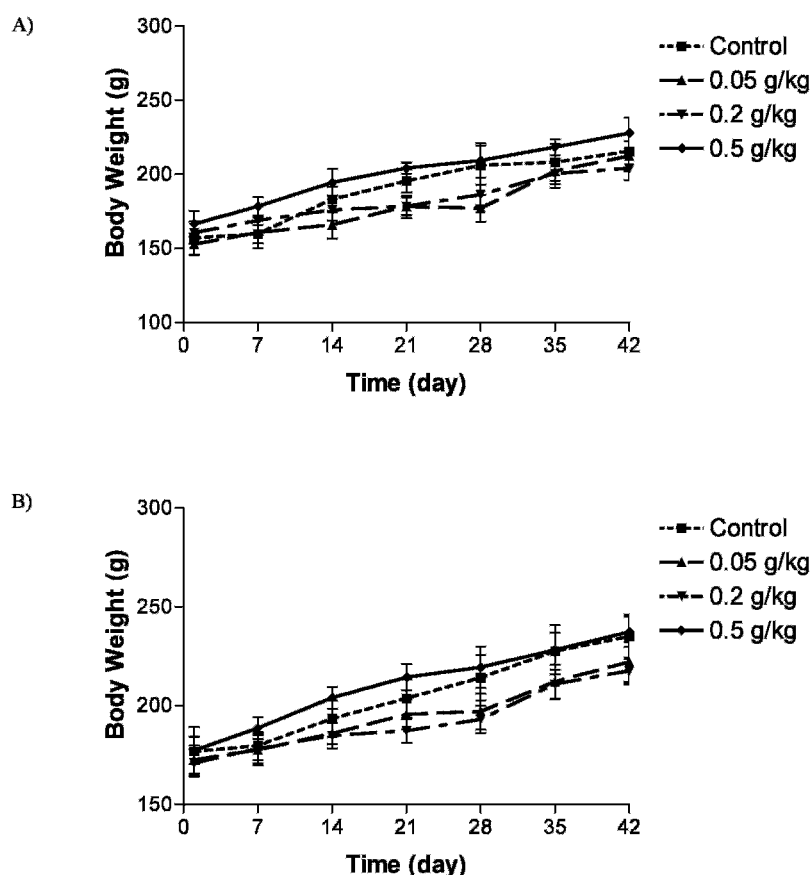 A)
300
250
200
150
100
Body Weight (g)
0 7 14 21 28 35 42
Time (day)
Control
0.05 g/kg
0.2 g/kg
0.5 g/kg
B)
300
250
200
150
Body Weight (g)
0 7 14 21 28 35 42
Time (day)
Control
0.05 g/kg
0.2 g/kg
0.5 g/kg